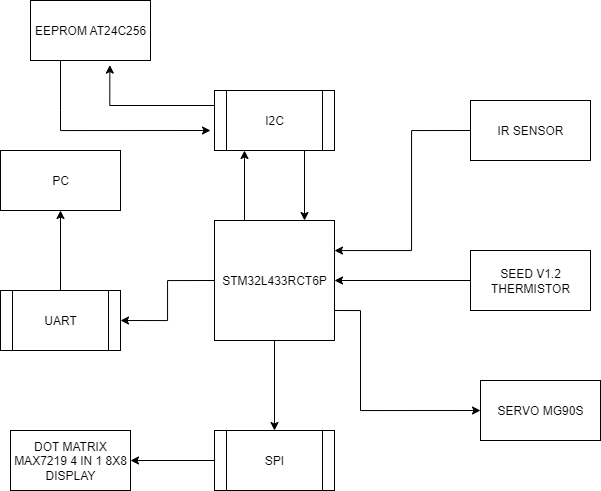 EEPROM AT24C256
I2C
IR SENSOR
PC
STM32L433RCT6P
SEED V1.2
THERMISTOR
UART
SERVO MG90S
DOT MATRIX
MAX7219 4 IN 1 8X8
DISPLAY
SPI